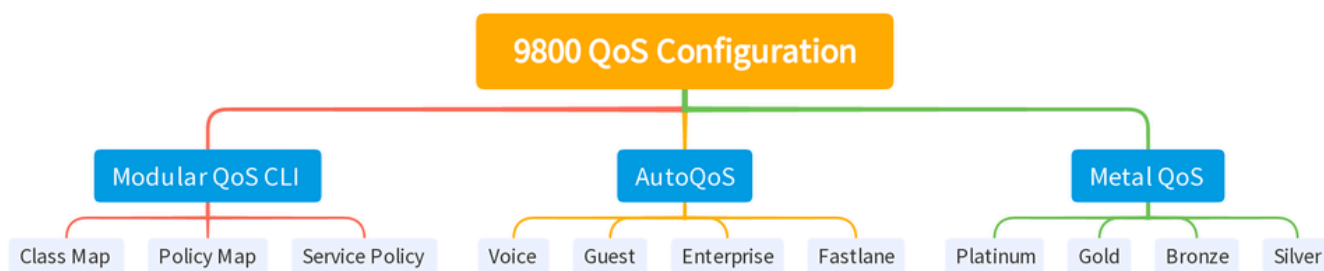 9800 QoS Configuration
Modular QoS CLI
AutoQoS
Metal QoS
Class Map
Policy Map
Service Policy
Voice
Guest
Enterprise
Fastlane
Platinum
Gold
Bronze
Silver